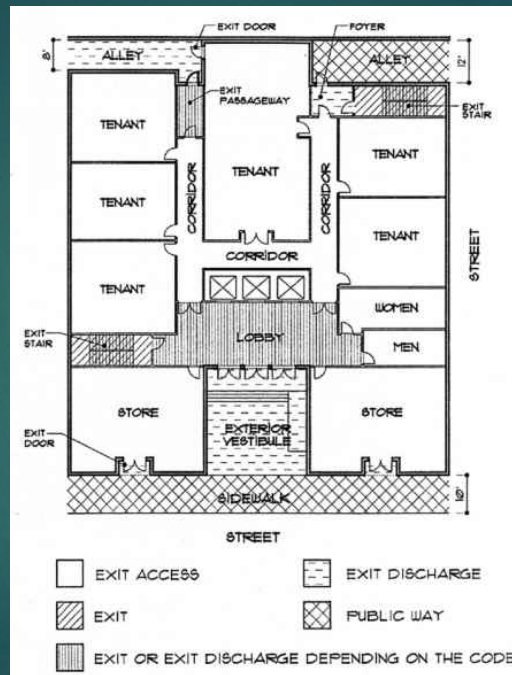 EXIT DOOR
FOYER
8'
ALLEY
ALLEY
12'
EXIT
PASSAGEWAY
EXIT
STAIR
TENANT
TENANT
TENANT
CORRIDOR
CORRIDOR
TENANT
TENANT
STREET
CORRIDOR
TENANT
WOMEN
EXIT
STAIR
LOBBY
MEN
STORE
STORE
EXIT
DOOR
EXTERIOR
VESTIBULE
SIDEWALK
10'
STREET
EXIT ACCESS
EXIT DISCHARGE
EXIT
PUBLIC WAY
EXIT OR EXIT DISCHARGE DEPENDING ON THE CODE